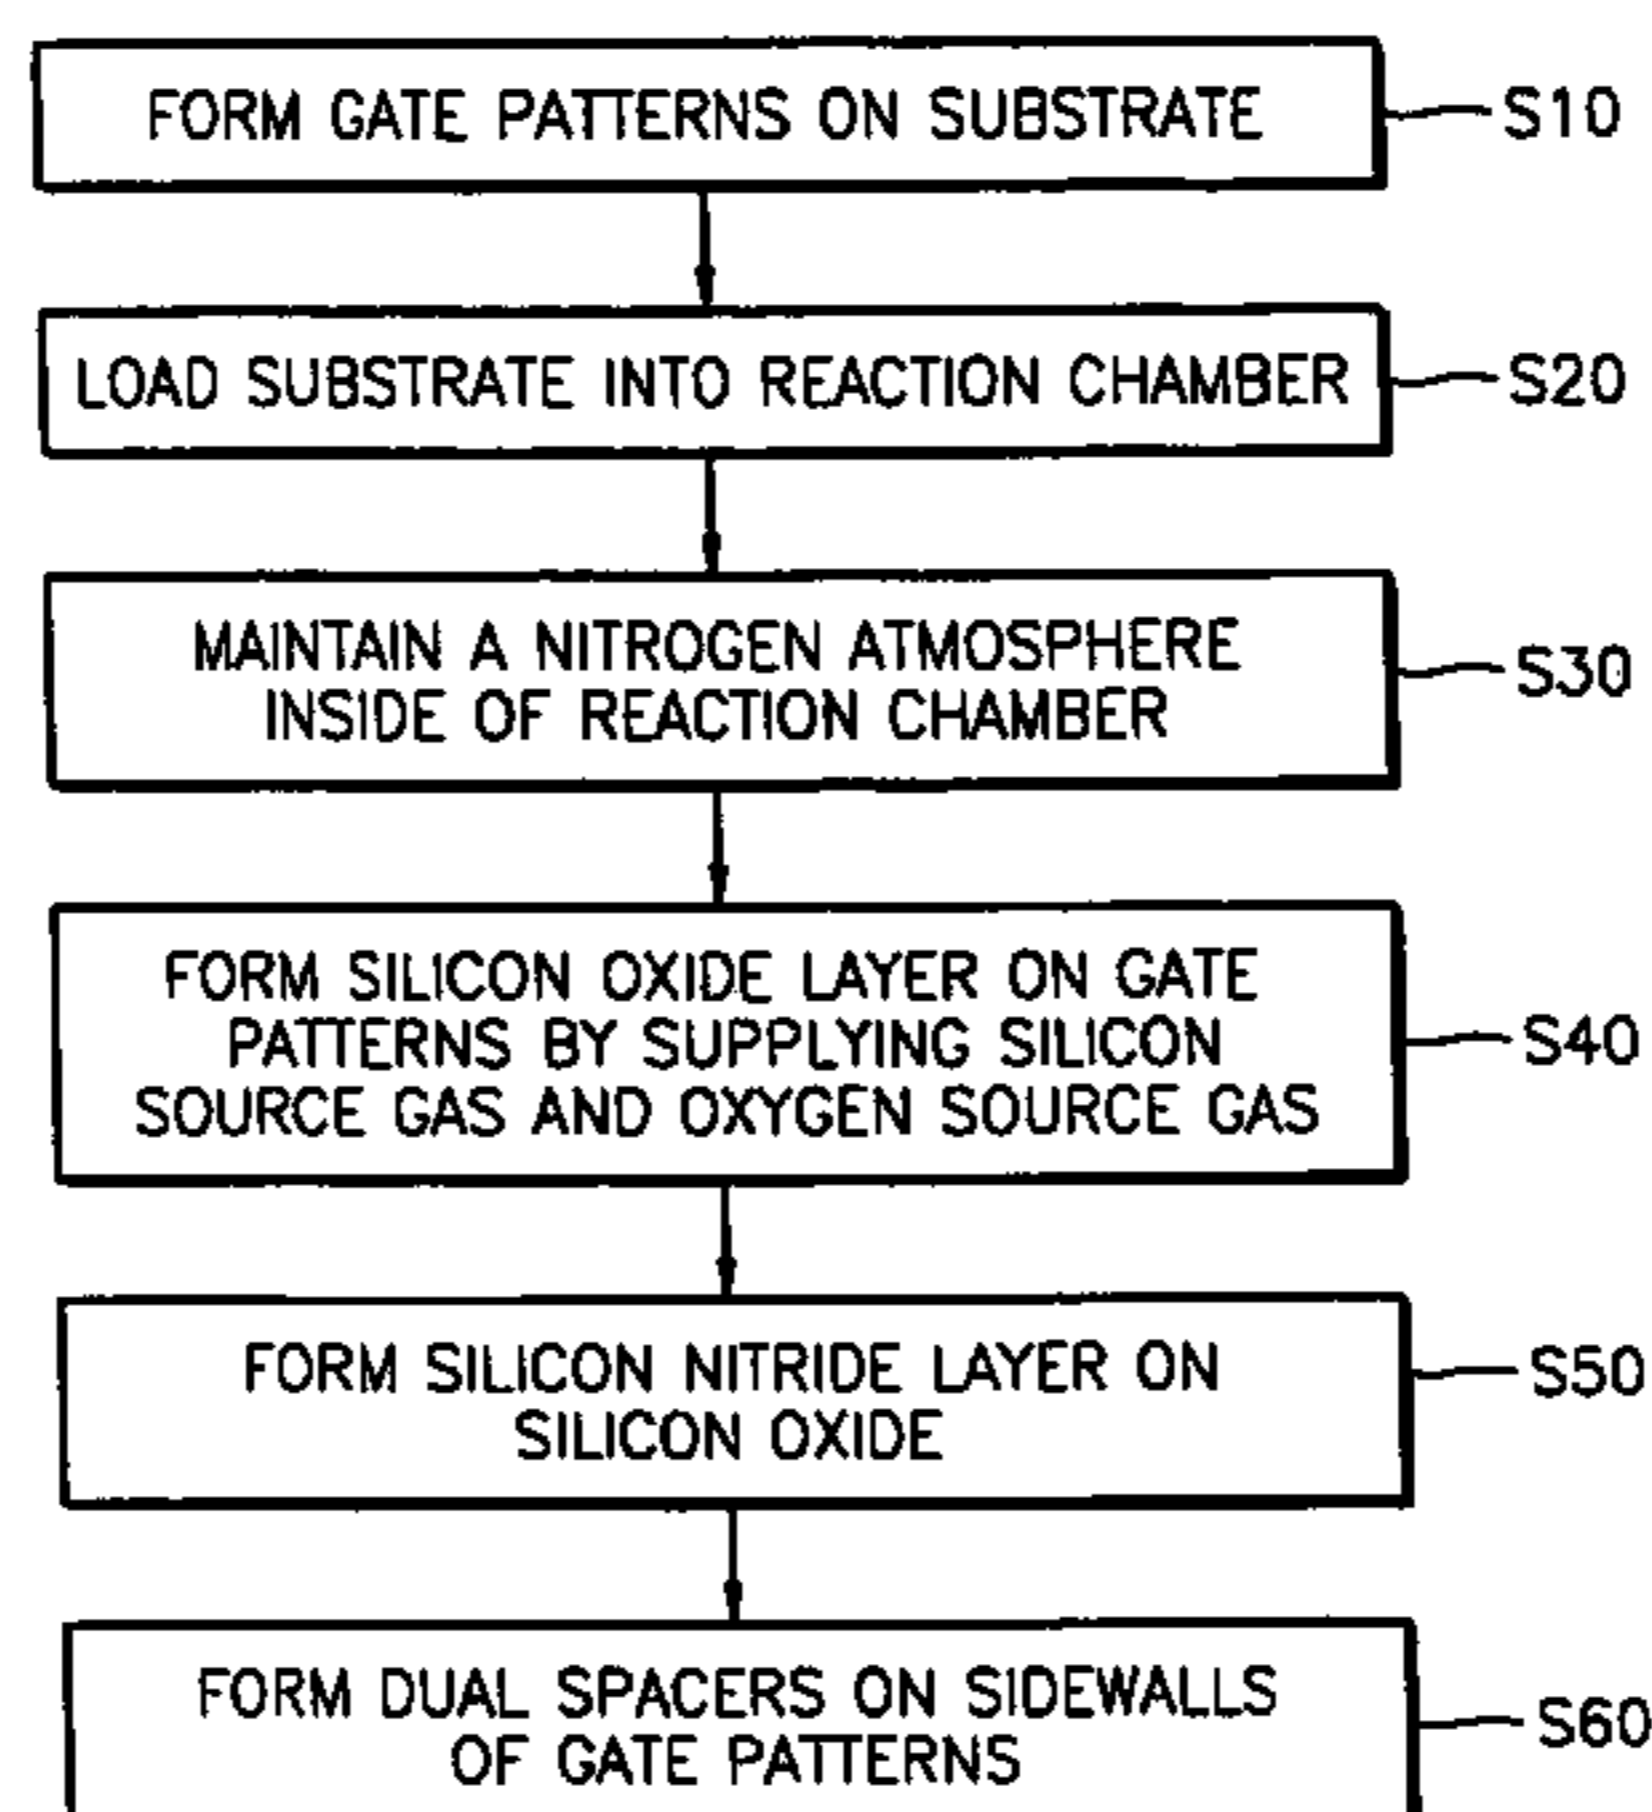 FORM GATE PATTERNS ON SUBSTRATE
S10
LOAD SUBSTRATE INTO REACTION CHAMBER
S20
MAINTAIN A NITROGEN ATMOSPHERE
INSIDE OF REACTION CHAMBER
S30
FORM SILICON OXIDE LAYER ON GATE
PATTERNS BY SUPPLYING SILICON
SOURCE GAS AND OXYGEN SOURCE GAS
S40
FORM SILICON NITRIDE LAYER ON
SILICON OXIDE
S50
FORM DUAL SPACERS ON SIDEWALLS
OF GATE PATTERNS
S60